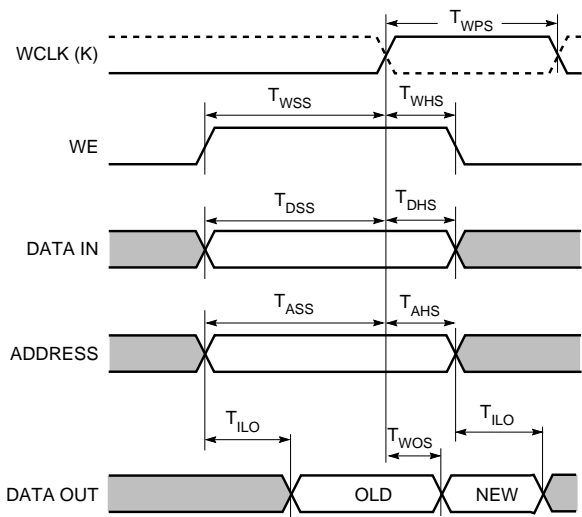 T_WPS
WCLK (K)
T_WSS T_WHS
WE
T_DSS T_DHS
DATA IN
T_ASS T_AHS
ADDRESS
T_ILO T_WOS T_ILO
DATA OUT OLD NEW